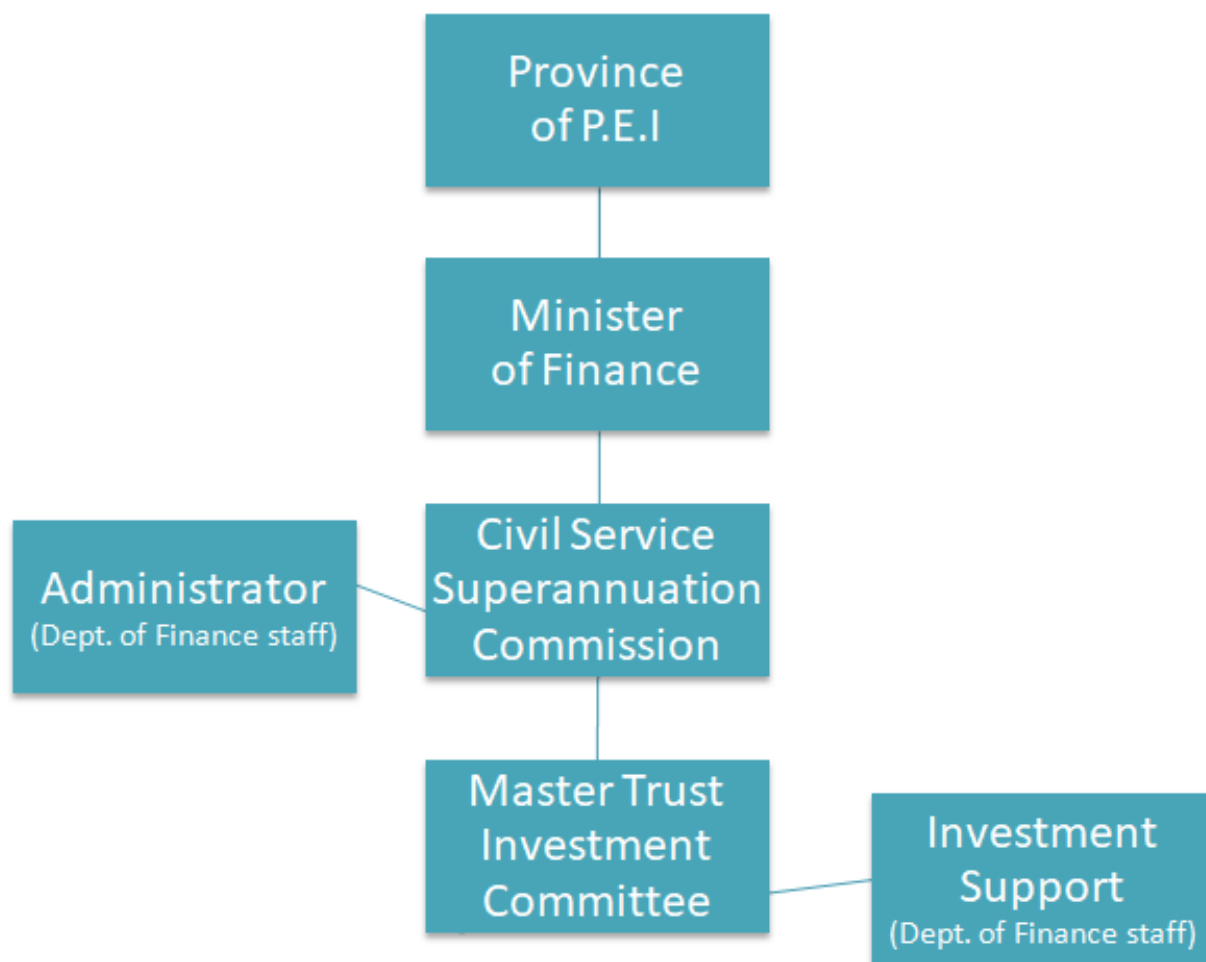 Province
of P.E.I
Minister
of Finance
Civil Service
Superannuation
Commission
Administrator
(Dept. of Finance staff)
Master Trust
Investment
Committee
Investment
Support
(Dept. of Finance staff)